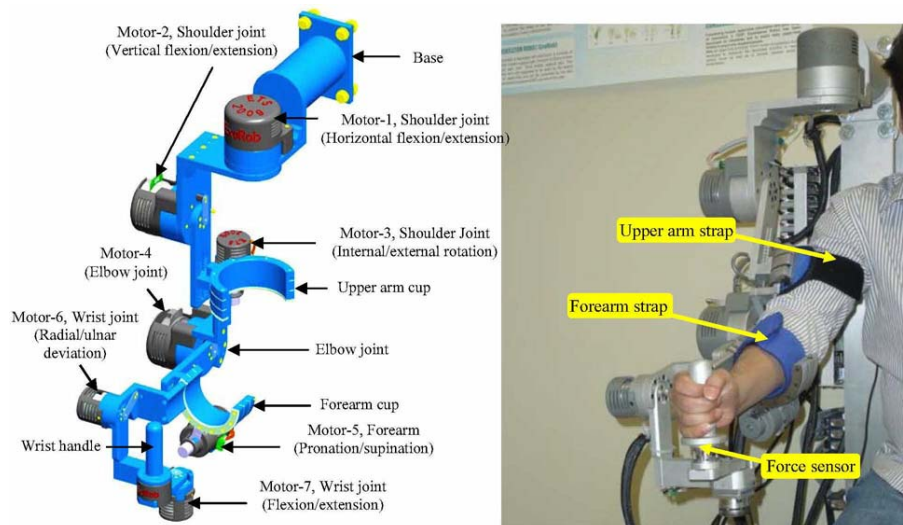 Motor-2, Shoulder joint
(Vertical flexion/extension)
Base
ETS
2009
Motor-1, Shoulder joint
(Horizontal flexion/extension)
Motor-3, Shoulder Joint
(Internal/external rotation)
Motor-4
(Elbow joint)
Upper arm cup
Motor-6, Wrist joint
(Radial/ulnar
deviation)
Elbow joint
Forearm cup
Wrist handle
Motor-5, Forearm
(Pronation/supination)
Motor-7, Wrist joint
(Flexion/extension)
Upper arm strap
Forearm strap
Force sensor